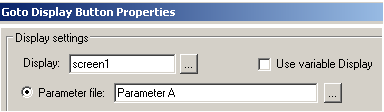 Goto Display Button Properties
Display settings
Display: screen1 ... Use variable Display
Parameter file: Parameter A ...